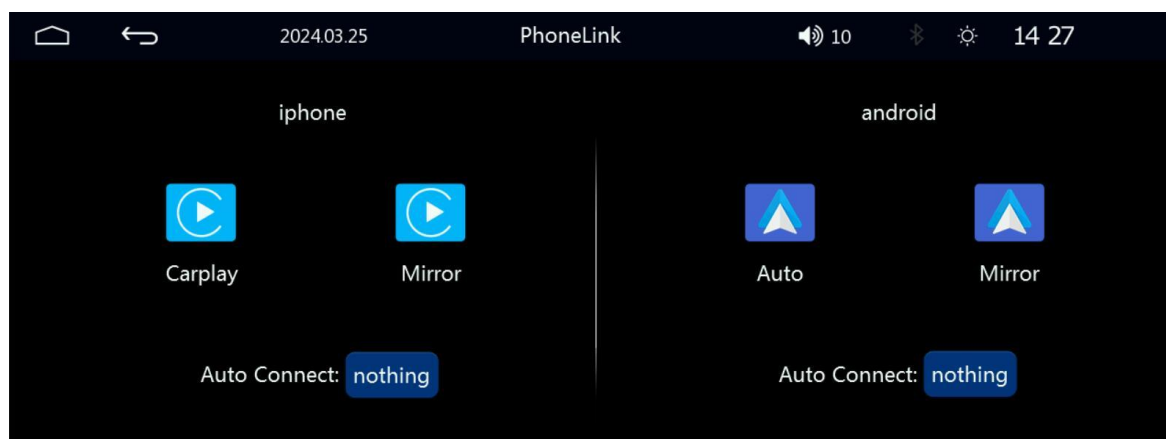 2024.03.25 PhoneLink 10 14 27
iphone android
Carplay Mirror Auto Mirror
Auto Connect: nothing Auto Connect: nothing